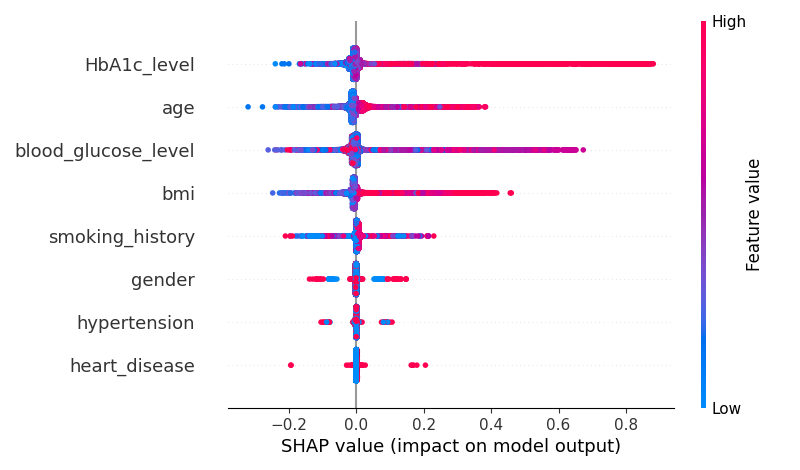 High
HbA1c_level
age
blood_glucose_level
bmi
smoking_history
gender
hypertension
heart_disease
Feature value
Low
−0.2 0.0 0.2 0.4 0.6 0.8
SHAP value (impact on model output)